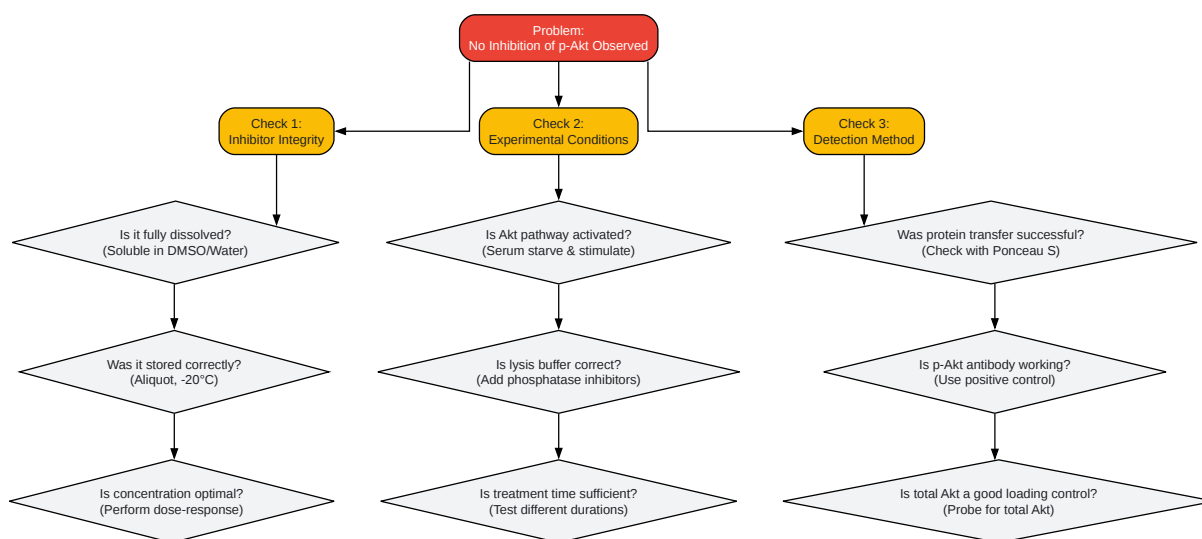 Problem:
No Inhibition of p-Akt Observed
Check 1:
Inhibitor Integrity
Check 2:
Experimental Conditions
Check 3:
Detection Method
Is it fully dissolved?
(Soluble in DMSO/Water)
Is Akt pathway activated?
(Serum starve & stimulate)
Was protein transfer successful?
(Check with Ponceau S)
Was it stored correctly?
(Aliquot, -20°C)
Is lysis buffer correct?
(Add phosphatase inhibitors)
Is p-Akt antibody working?
(Use positive control)
Is concentration optimal?
(Perform dose-response)
Is treatment time sufficient?
(Test different durations)
Is total Akt a good loading control?
(Probe for total Akt)